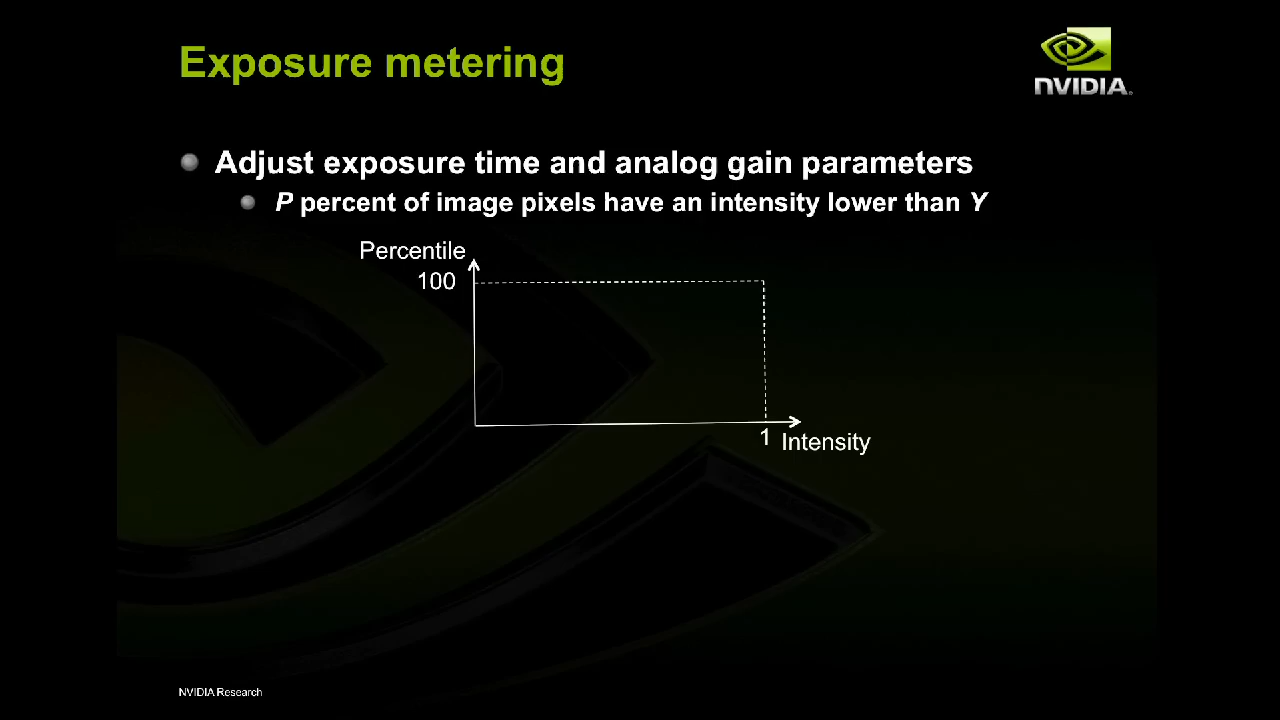 Exposure metering
NVIDIA
Adjust exposure time and analog gain parameters
P percent of image pixels have an intensity lower than Y
Percentile
100
1
Intensity
NVIDIA Research